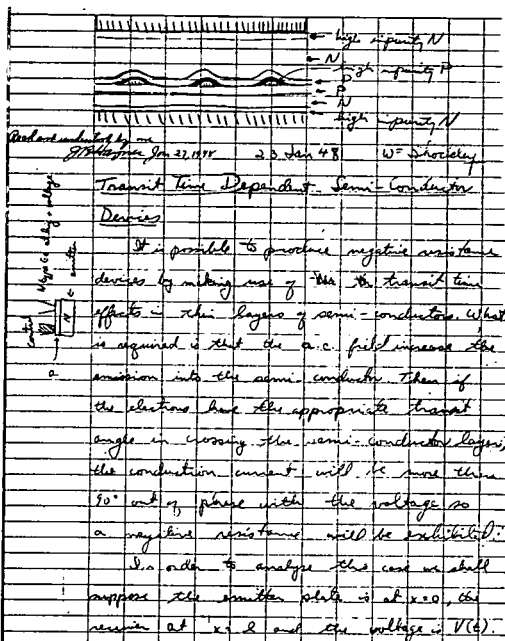 high impurity N
N
high impurity P
P
P
N
high impurity N
Read and understood by me
Jan 27, 1948 23 Jan 48 W= Shockley
Transit Time Dependent Semi-Conductor
Devices
It is possible to produce negative resistance
devices by making use of the transit time
effects in thin layers of semi-conductors. What
is required is that the a.c. field increase the
emission into the semi-conductor. Then if
the electrons have the appropriate transit
angle in crossing the semi-conductor layer,
the conduction current will be more than
90° out of phase with the voltage so
a negative resistance will be exhibited.
In order to analyze this case we shall
suppose the emitter plate is at x=0, the
receiver at x=l and the voltage is V(t).
control
N
← emitter
a